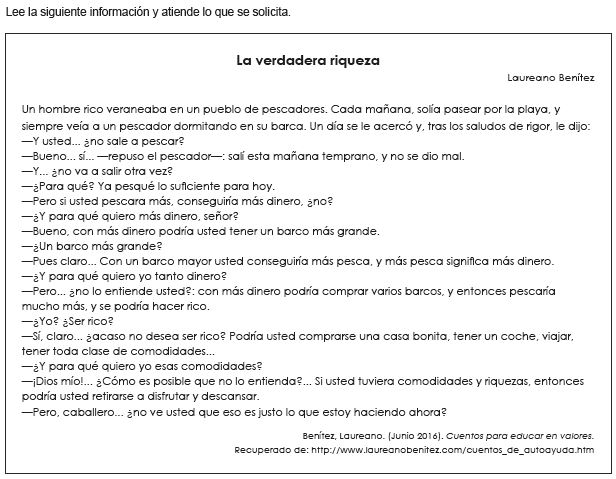 Lee la siguiente información y atiende lo que se solicita.
La verdadera riqueza
Laureano Benítez
Un hombre rico veraneaba en un pueblo de pescadores. Cada mañana, solía pasear por la playa, y
siempre veía a un pescador dormitando en su barca. Un día se le acercó y, tras los saludos de rigor, le dijo:
—Y usted... ¿no sale a pescar?
—Bueno... sí... —repuso el pescador—: salí esta mañana temprano, y no se dio mal.
—Y... ¿no va a salir otra vez?
—¿Para qué? Ya pesqué lo suficiente para hoy.
—Pero si usted pescara más, conseguiría más dinero, ¿no?
—¿Y para qué quiero más dinero, señor?
—Bueno, con más dinero podría usted tener un barco más grande.
—¿Un barco más grande?
—Pues claro... Con un barco mayor usted conseguiría más pesca, y más pesca significa más dinero.
—¿Y para qué quiero yo tanto dinero?
—Pero... ¿no lo entiende usted?: con más dinero podría comprar varios barcos, y entonces pescaría
mucho más, y se podría hacer rico.
—¿Yo? ¿Ser rico?
—Sí, claro... ¿acaso no desea ser rico? Podría usted comprarse una casa bonita, tener un coche, viajar,
tener toda clase de comodidades...
—¿Y para qué quiero yo esas comodidades?
—¡Dios mío!... ¿Cómo es posible que no lo entienda?... Si usted tuviera comodidades y riquezas, entonces
podría usted retirarse a disfrutar y descansar.
—Pero, caballero... ¿no ve usted que eso es justo lo que estoy haciendo ahora?
Benítez, Laureano. (Junio 2016). Cuentos para educar en valores.
Recuperado de: http://www.laureanobenitez.com/cuentos_de_autoayuda.htm